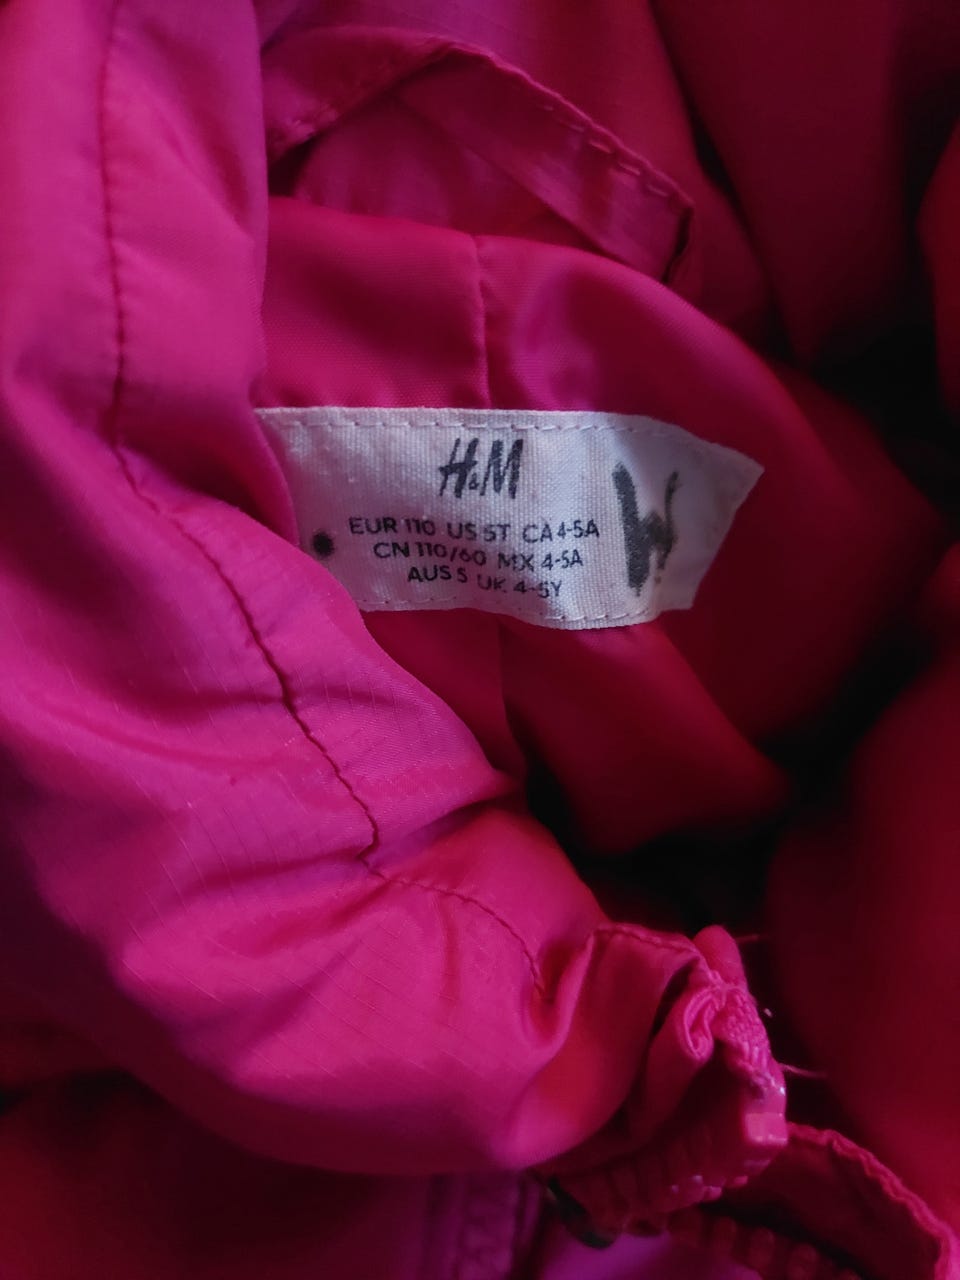 H&M
EUR 110 US 5T CA 4-5A
CN 110/60 MX 4-5A
AUS 5 UK 4-5Y
W